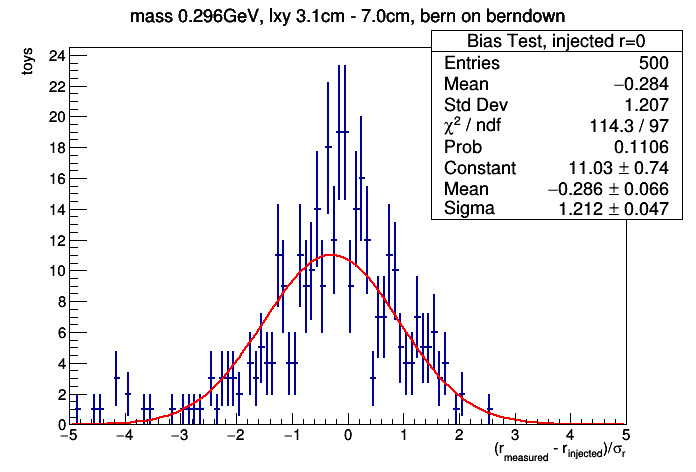 mass 0.296GeV, lxy 3.1cm - 7.0cm, bern on berndown
toys
Bias Test, injected r=0
Entries 500
Mean −0.284
Std Dev 1.207
χ² / ndf 114.3 / 97
Prob 0.1106
Constant 11.03 ± 0.74
Mean −0.286 ± 0.066
Sigma 1.212 ± 0.047
24
22
20
18
16
14
12
10
8
6
4
2
0
−5 −4 −3 −2 −1 0 1 2 3 4 5
(r_measured - r_injected)/σ_r